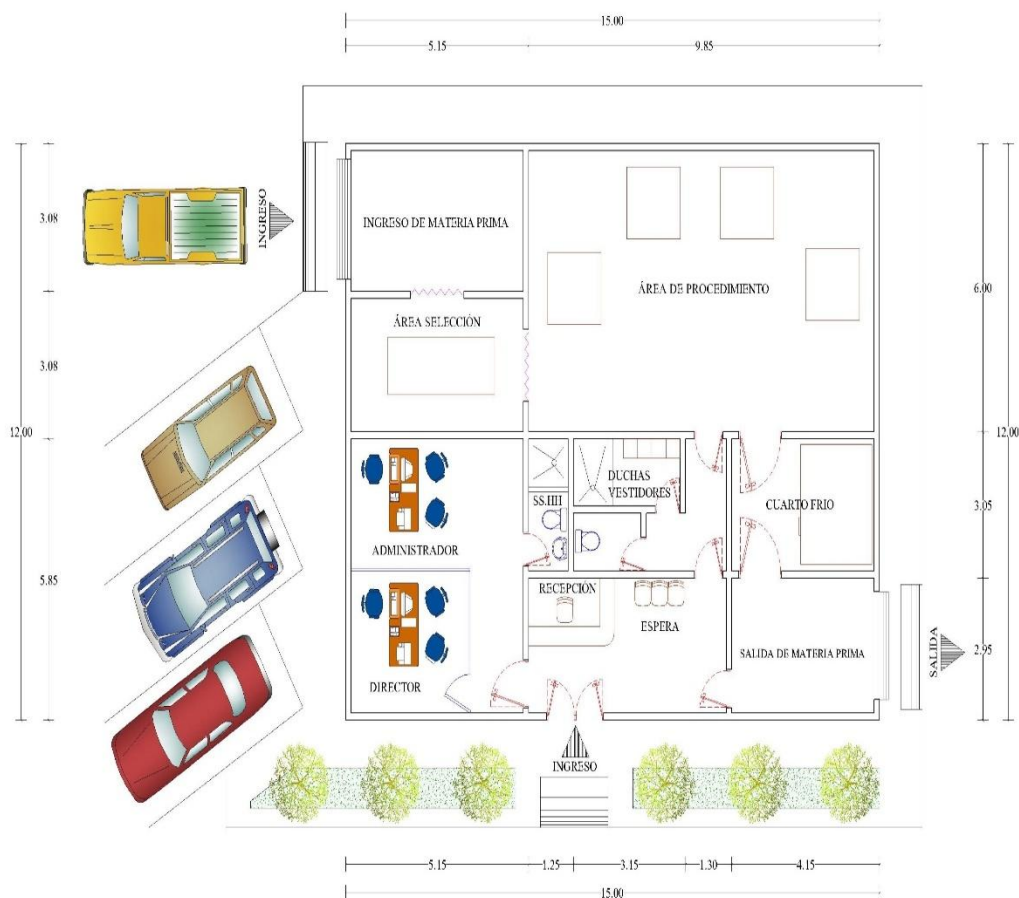 15.00
5.15
9.85
INGRESO
3.08
INGRESO DE MATERIA PRIMA
ÁREA DE PROCEDIMIENTO
6.00
ÁREA SELECCIÓN
3.08
12.00
12.00
DUCHAS
VESTIDORES
SS.HH
CUARTO FRIO
3.05
ADMINISTRADOR
5.85
RECEPCIÓN
ESPERA
SALIDA DE MATERIA PRIMA
SALIDA
2.95
DIRECTOR
INGRESO
5.15
1.25
3.15
1.30
4.15
15.00